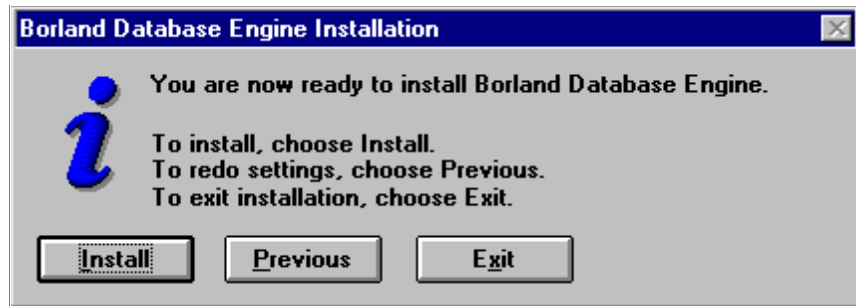 Borland Database Engine Installation
You are now ready to install Borland Database Engine.
To install, choose Install.
To redo settings, choose Previous.
To exit installation, choose Exit.
Install Previous Exit